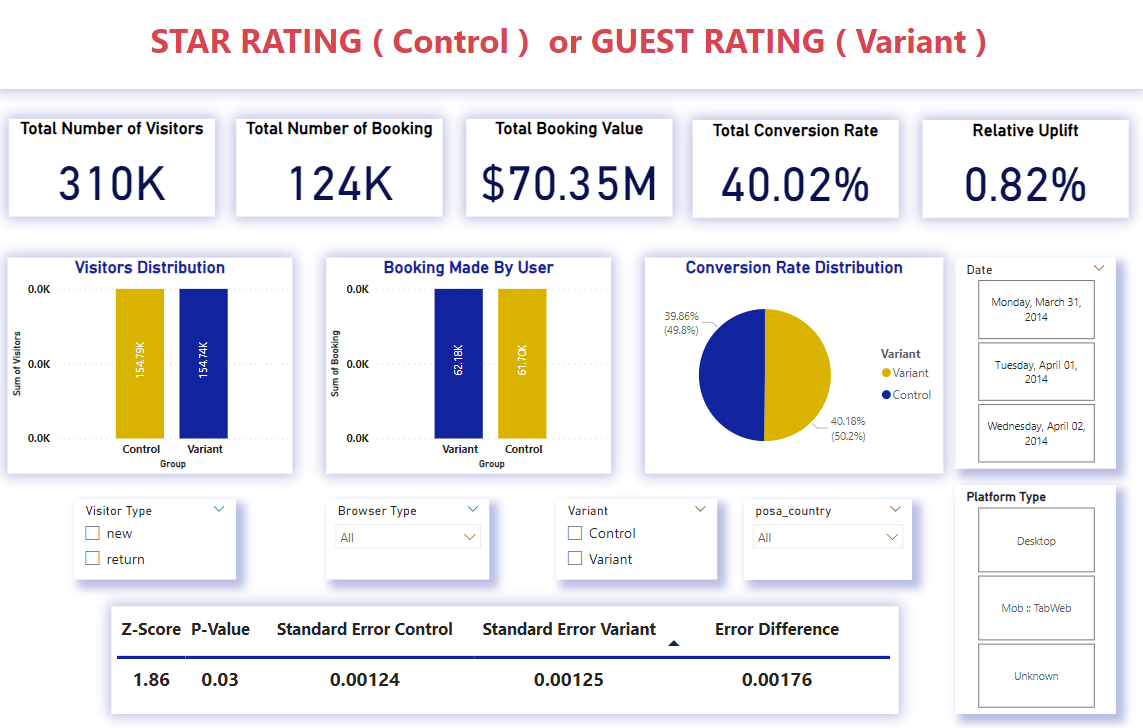 STAR RATING ( Control )  or GUEST RATING ( Variant )
Total Number of Visitors
310K
Total Number of Booking
124K
Total Booking Value
$70.35M
Total Conversion Rate
40.02%
Relative Uplift
0.82%
Visitors Distribution
Sum of Visitors
0.0K
0.0K
0.0K
154.79K
154.74K
Control
Variant
Group
Booking Made By User
Sum of Booking
0.0K
0.0K
0.0K
62.18K
61.70K
Variant
Control
Group
Conversion Rate Distribution
39.86%
(49.8%)
40.18%
(50.2%)
Variant
Variant
Control
Date
Monday, March 31,
2014
Tuesday, April 01,
2014
Wednesday, April 02,
2014
Visitor Type
new
return
Browser Type
All
Variant
Control
Variant
posa_country
All
Platform Type
Desktop
Mob :: TabWeb
Unknown
Z-Score P-Value Standard Error Control Standard Error Variant Error Difference
1.86 0.03 0.00124 0.00125 0.00176